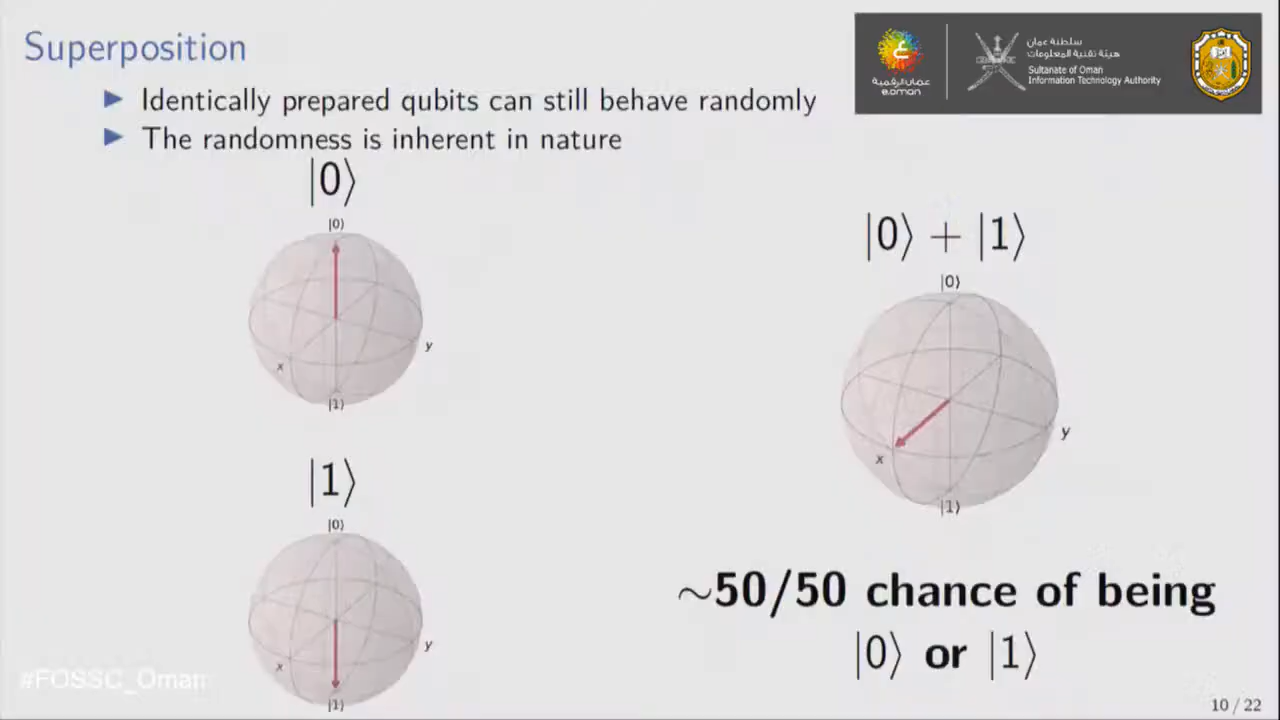 Superposition
▶ Identically prepared qubits can still behave randomly
▶ The randomness is inherent in nature
|0⟩
|0⟩
x
y
|1⟩
|1⟩
|0⟩
x
y
|1⟩
|0⟩ + |1⟩
|0⟩
x
y
|1⟩
~50/50 chance of being
|0⟩ or |1⟩
عمان الرقمية
e.oman
سلطنة عمان
هيئة تقنية المعلومات
Sultanate of Oman
Information Technology Authority
#FOSSC_Oman
10 / 22